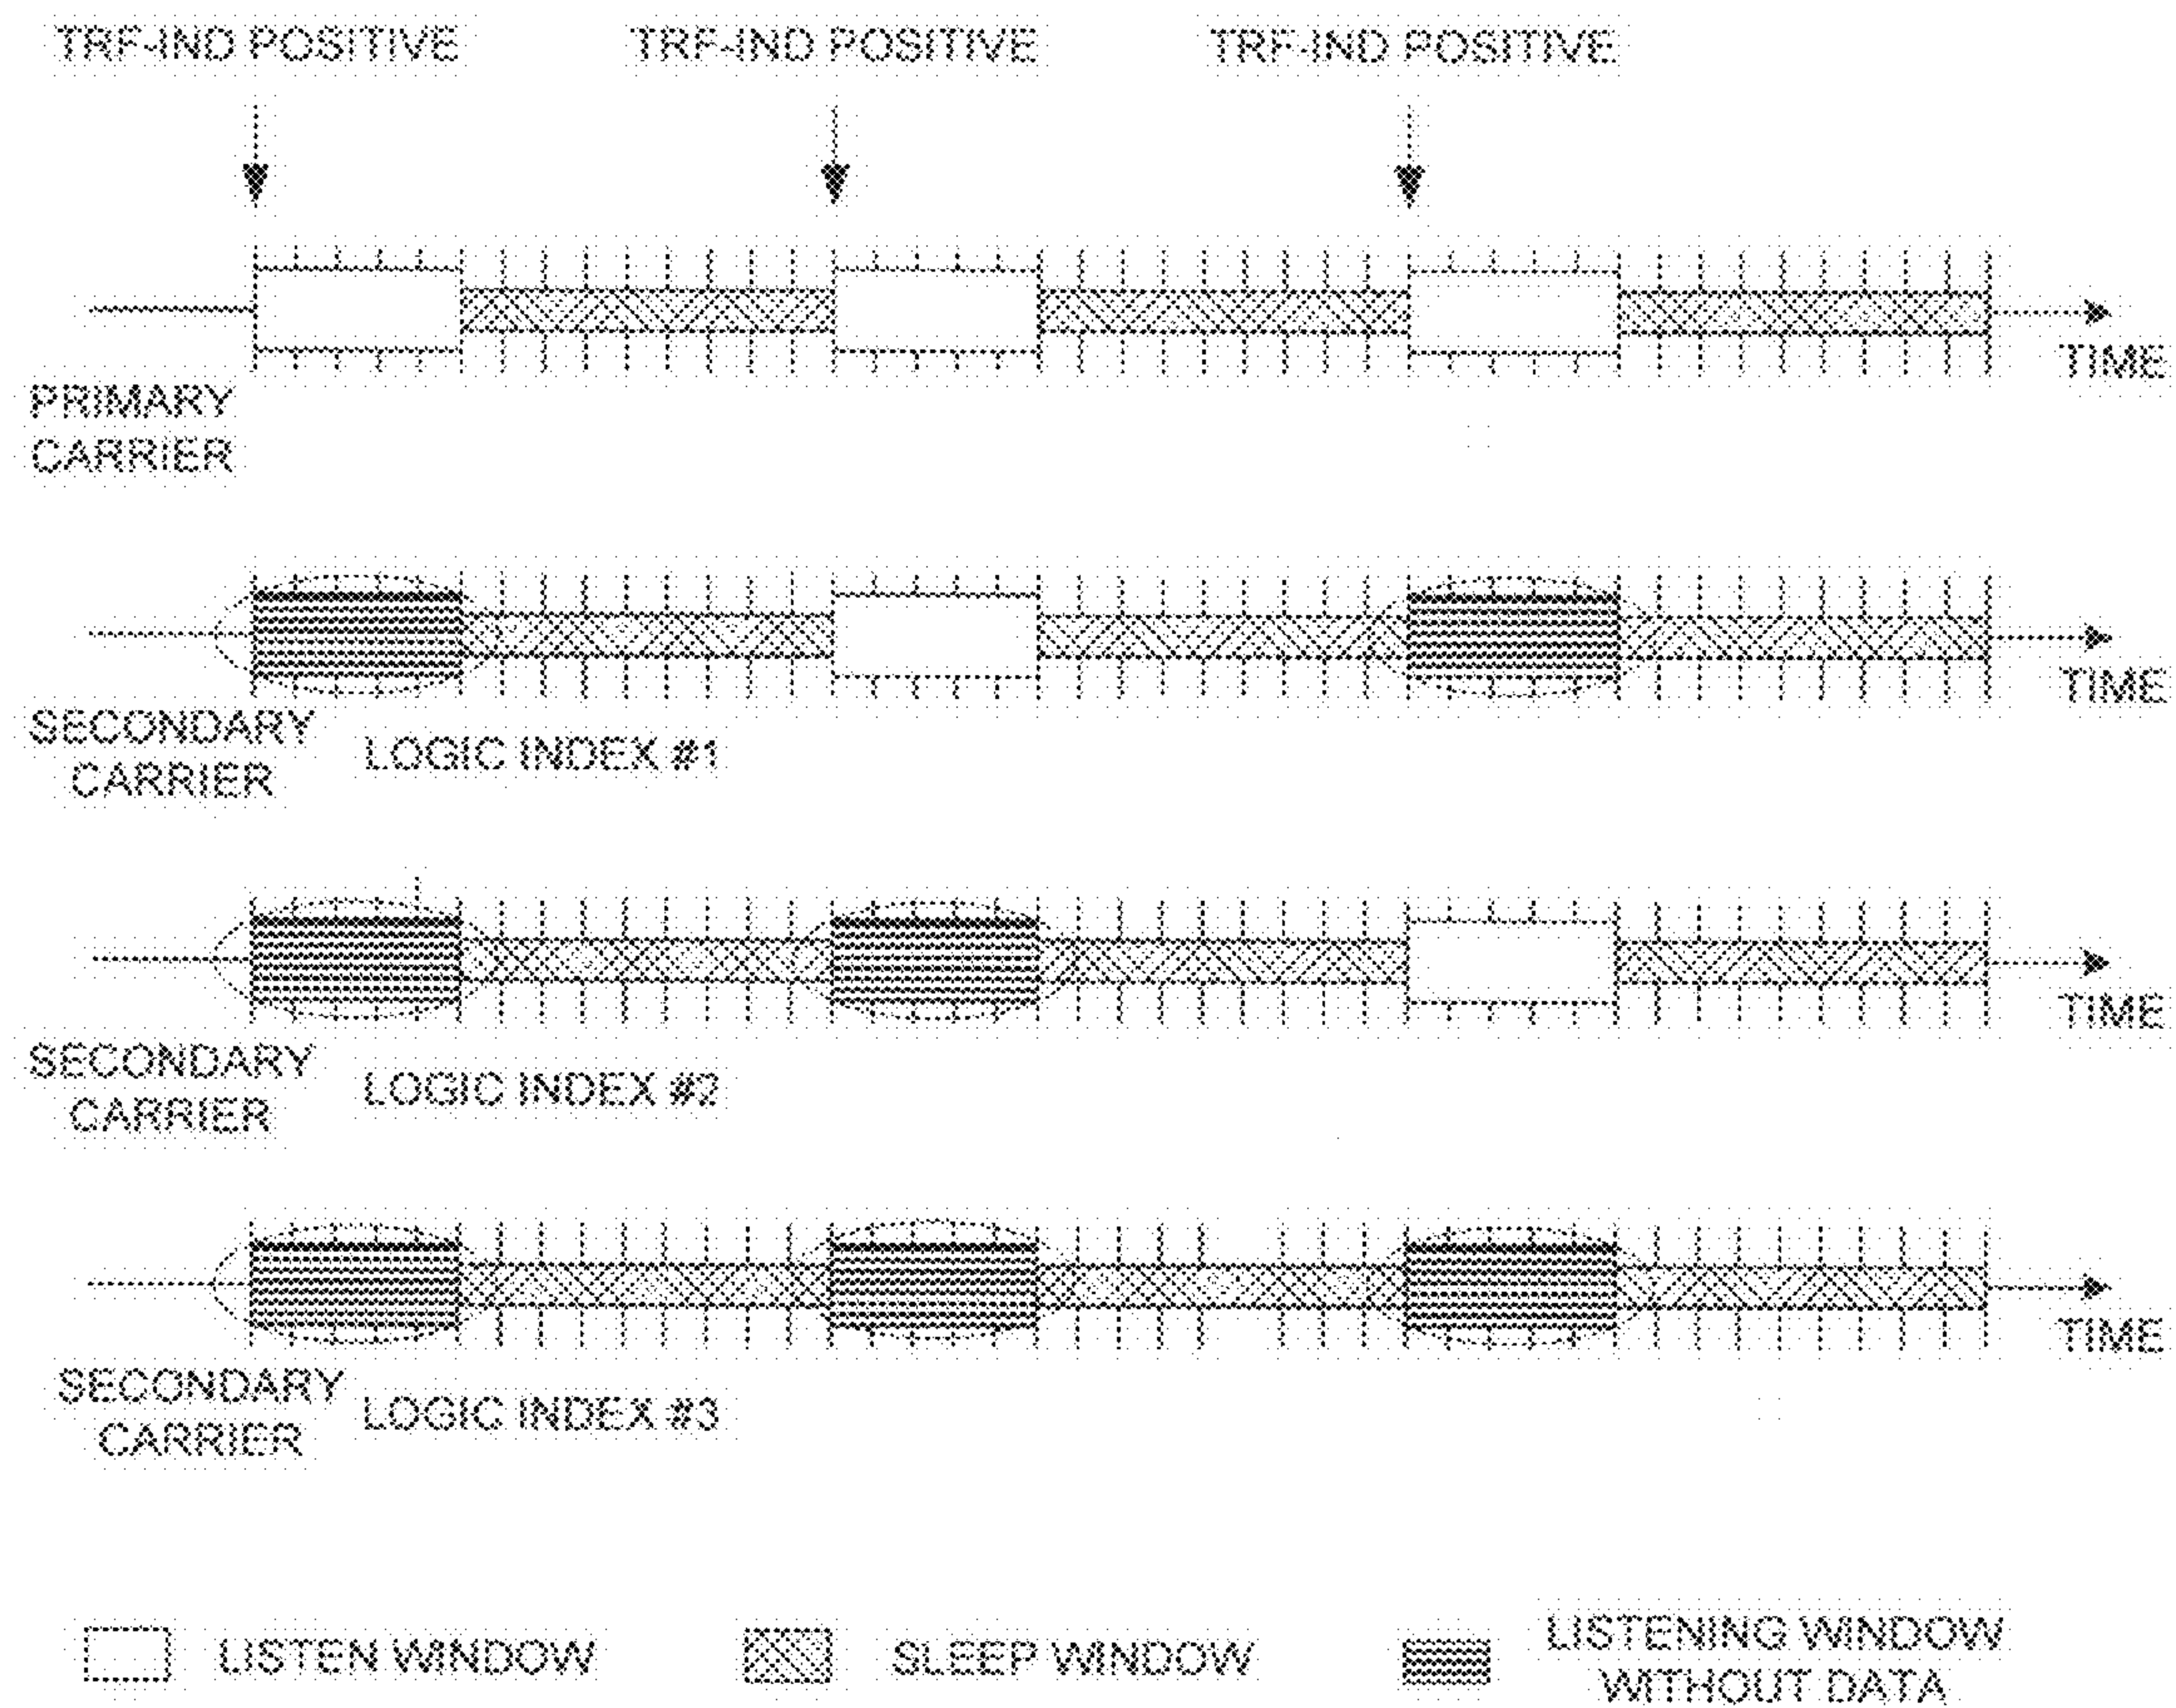 TRF-IND POSITIVE TRF-IND POSITIVE TRF-IND POSITIVE
TIME
PRIMARY
CARRIER
TIME
SECONDARY
CARRIER
LOGIC INDEX #1
TIME
SECONDARY
CARRIER
LOGIC INDEX #2
TIME
SECONDARY
CARRIER
LOGIC INDEX #3
LISTEN WINDOW
SLEEP WINDOW
LISTENING WINDOW
WITHOUT DATA